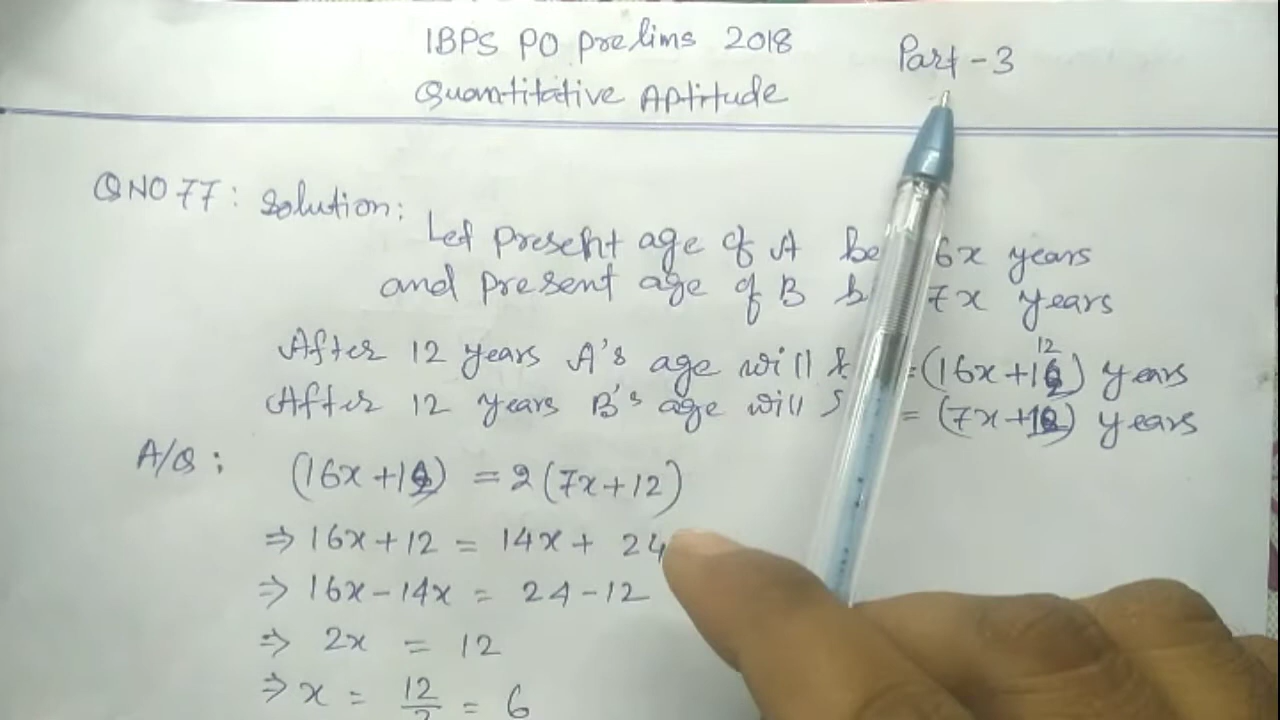 IBPS PO Prelims 2018
Quantitative Aptitude
Part - 3
QNO 77: Solution:
Let present age of A be 6x years
and present age of B b 7x years
After 12 years A's age will = (16x + 12) years
After 12 years B's age will = (7x + 12) years
A/Q: (16x + 12) = 2(7x + 12)
⇒ 16x + 12 = 14x + 24
⇒ 16x - 14x = 24 - 12
⇒ 2x = 12
⇒ x = 12/2 = 6